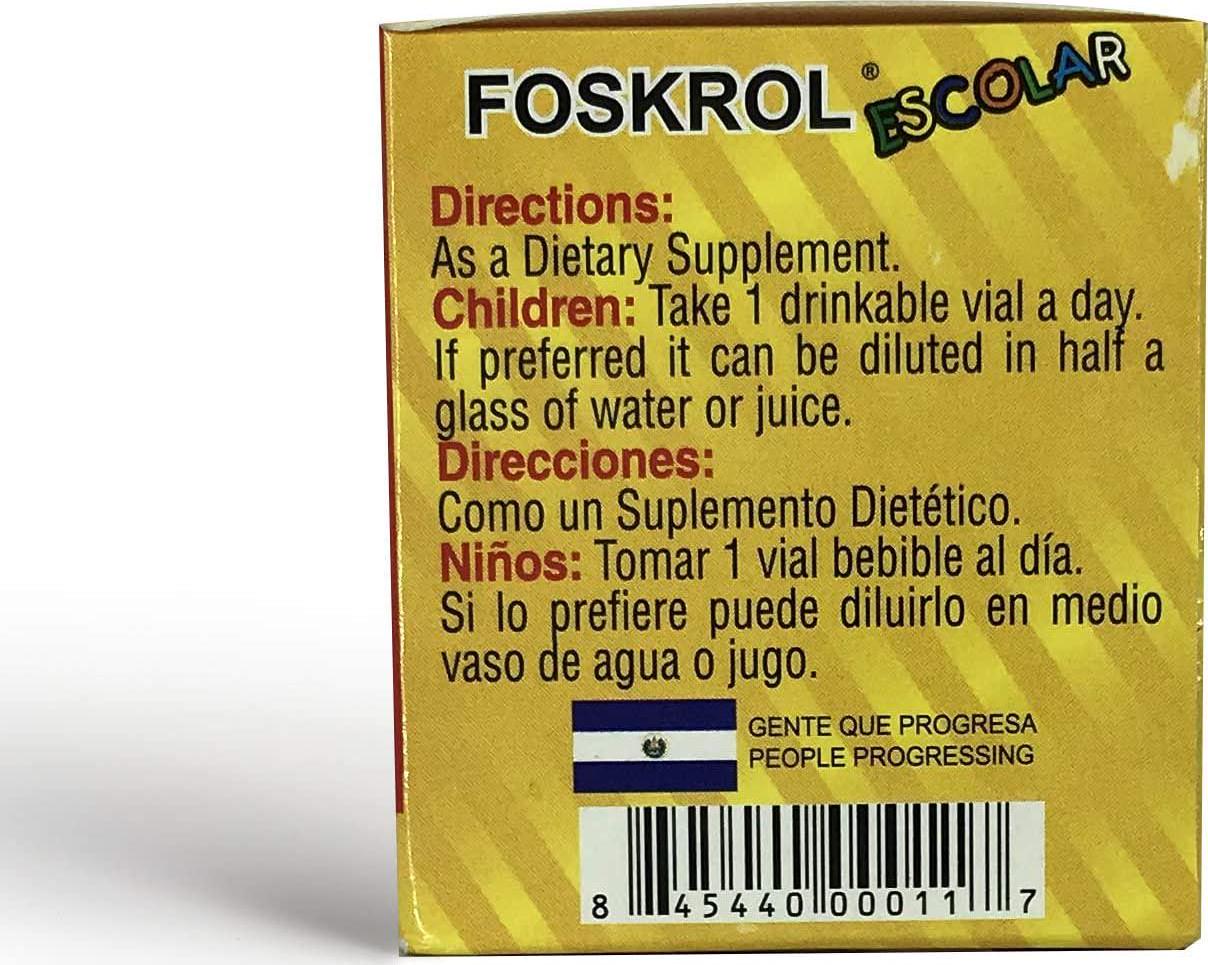 FOSKROL® ESCOLAR
Directions:
As a Dietary Supplement.
Children: Take 1 drinkable vial a day.
If preferred it can be diluted in half a
glass of water or juice.
Direcciones:
Como un Suplemento Dietético.
Niños: Tomar 1 vial bebible al día.
Si lo prefiere puede diluirlo en medio
vaso de agua o jugo.
GENTE QUE PROGRESA
PEOPLE PROGRESSING
8 45440 00011 7